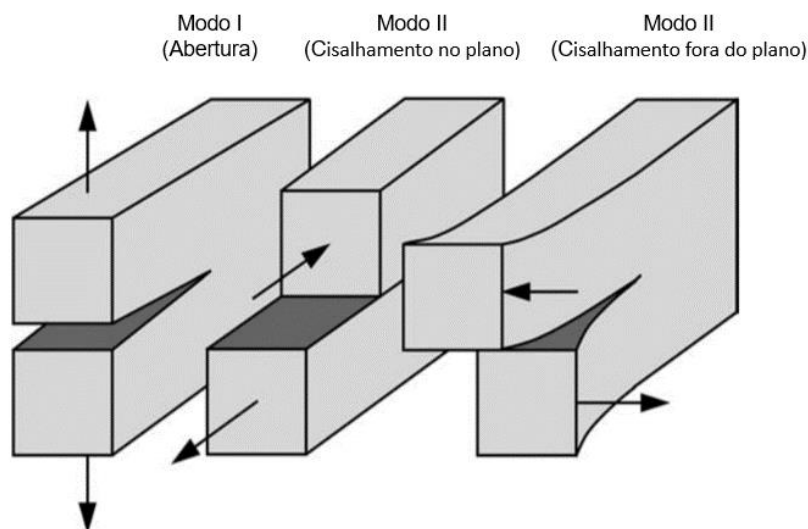 Modo I
(Abertura)
Modo II
(Cisalhamento no plano)
Modo II
(Cisalhamento fora do plano)